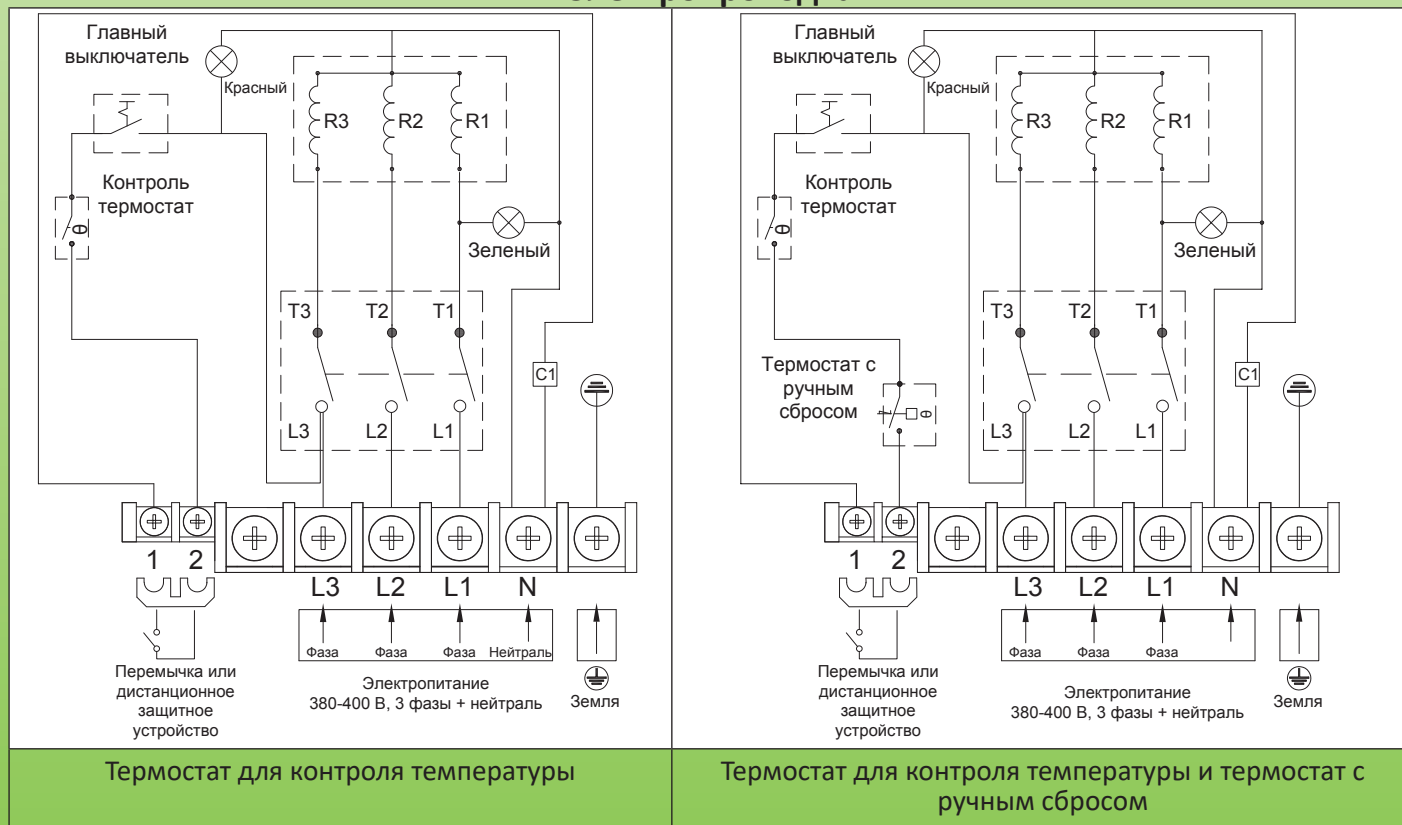 Главный
выключатель
Красный
R3
R2
R1
Контроль
термостат
θ
Зеленый
T3
T2
T1
C1
L3
L2
L1
1
2
L3
L2
L1
N
Фаза
Фаза
Фаза
Нейтраль
Перемычка или
дистанционное
защитное
устройство
Электропитание
380-400 В, 3 фазы + нейтраль
Земля
Термостат для контроля температуры
Главный
выключатель
Красный
R3
R2
R1
Контроль
термостат
θ
Зеленый
T3
T2
T1
Термостат с
ручным
сбросом
θ
C1
L3
L2
L1
1
2
L3
L2
L1
N
Фаза
Фаза
Фаза
Перемычка или
дистанционное
защитное
устройство
Электропитание
380-400 В, 3 фазы + нейтраль
Земля
Термостат для контроля температуры и термостат с
ручным сбросом